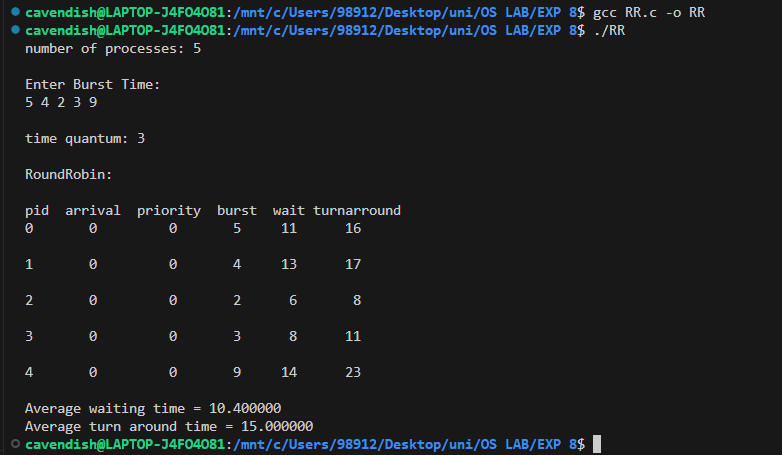 cavendish@LAPTOP-J4FO4O81:/mnt/c/Users/98912/Desktop/uni/OS LAB/EXP 8$ gcc RR.c -o RR
cavendish@LAPTOP-J4FO4O81:/mnt/c/Users/98912/Desktop/uni/OS LAB/EXP 8$ ./RR
number of processes: 5
Enter Burst Time:
5 4 2 3 9
time quantum: 3
RoundRobin:
pid arrival priority burst wait turnarround
0 0 0 5 11 16
1 0 0 4 13 17
2 0 0 2 6 8
3 0 0 3 8 11
4 0 0 9 14 23
Average waiting time = 10.400000
Average turn around time = 15.000000
cavendish@LAPTOP-J4FO4O81:/mnt/c/Users/98912/Desktop/uni/OS LAB/EXP 8$